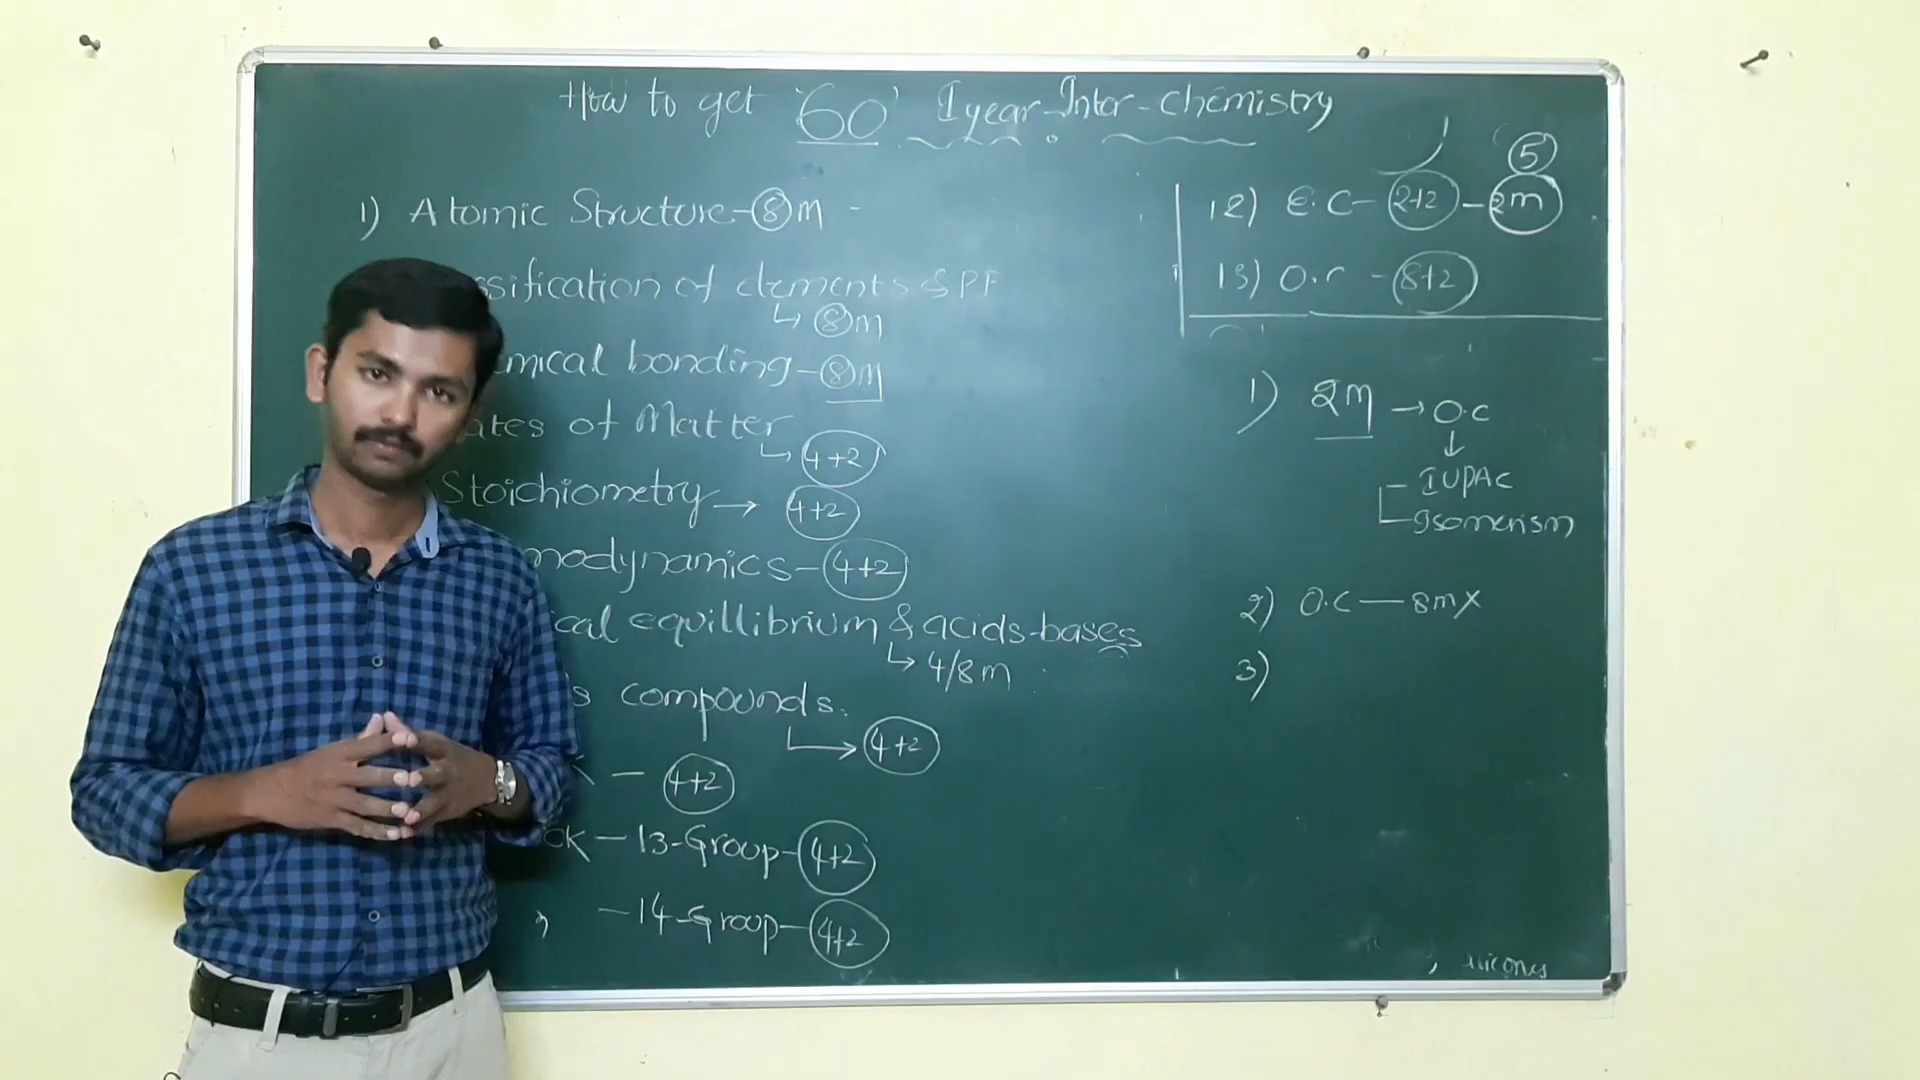 How to get '60' I year-Inter-chemistry
1) Atomic Structure-8m -
ssification of elements & PF
↳ 8m
mical bonding-8m
ates of Matter
↳ 4+2
Stoichiometry → 4+2
modynamics-4+2
ical equillibrium & acids-bases
↳ 4/8m
s compounds.
→ 4+2
- 4+2
ck - 13-Group-4+2
-14-Group-4+2
5
12) E.C-2+2-2m
13) O.C -8+2
1) 2m → O.C
↓
- IUPAC
-Isomerism
2) O.C - 8m x
3)